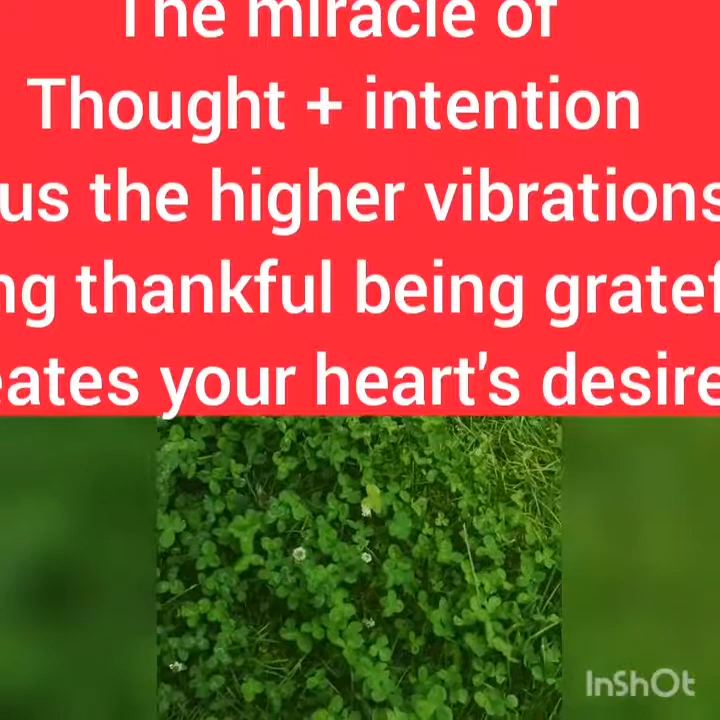 The miracle of
Thought + intention
us the higher vibrations
ng thankful being gratef
eates your heart's desire
InShOt